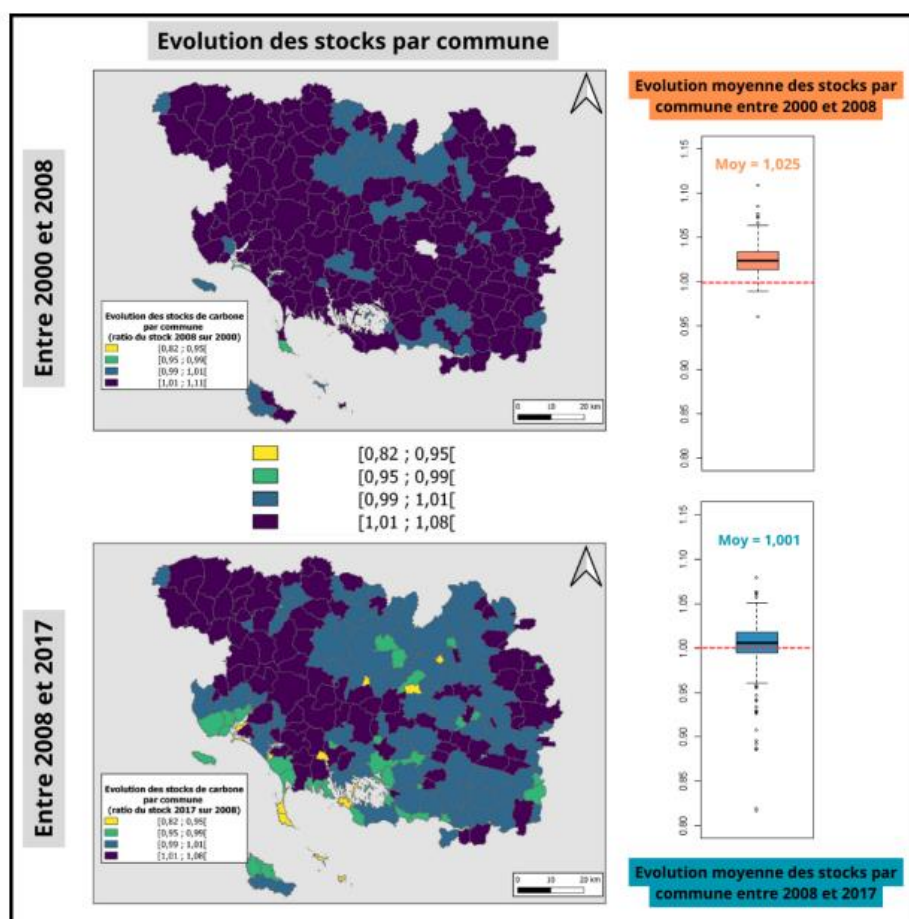 Evolution des stocks par commune
Entre 2000 et 2008
Evolution des stocks de carbone
par commune
(ratio du stock 2008 sur 2000)
[0,82 ; 0,95[
[0,95 ; 0,99[
[0,99 ; 1,01[
[1,01 ; 1,11[
0 10 20 km
Evolution moyenne des stocks par
commune entre 2000 et 2008
Moy = 1,025
1.15
1.10
1.05
1.00
0.95
0.90
0.85
0.80
[0,82 ; 0,95[
[0,95 ; 0,99[
[0,99 ; 1,01[
[1,01 ; 1,08[
Entre 2008 et 2017
Evolution des stocks de carbone
par commune
(ratio du stock 2017 sur 2008)
[0,82 ; 0,95[
[0,95 ; 0,99[
[0,99 ; 1,01[
[1,01 ; 1,08[
0 10 20 km
Moy = 1,001
1.15
1.10
1.05
1.00
0.95
0.90
0.85
0.80
Evolution moyenne des stocks par
commune entre 2008 et 2017